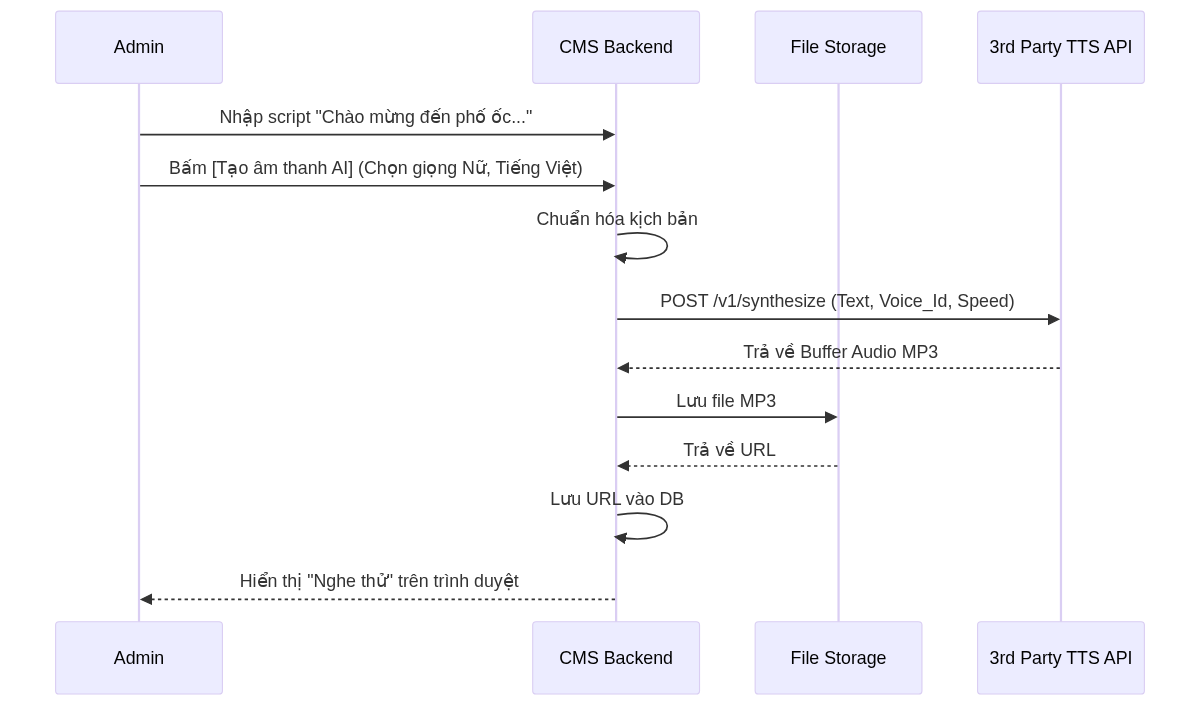 Admin
CMS Backend
File Storage
3rd Party TTS API
Nhập script "Chào mừng đến phố ốc..."
Bấm [Tạo âm thanh AI] (Chọn giọng Nữ, Tiếng Việt)
Chuẩn hóa kịch bản
POST /v1/synthesize (Text, Voice_Id, Speed)
Trả về Buffer Audio MP3
Lưu file MP3
Trả về URL
Lưu URL vào DB
Hiển thị "Nghe thử" trên trình duyệt
Admin
CMS Backend
File Storage
3rd Party TTS API